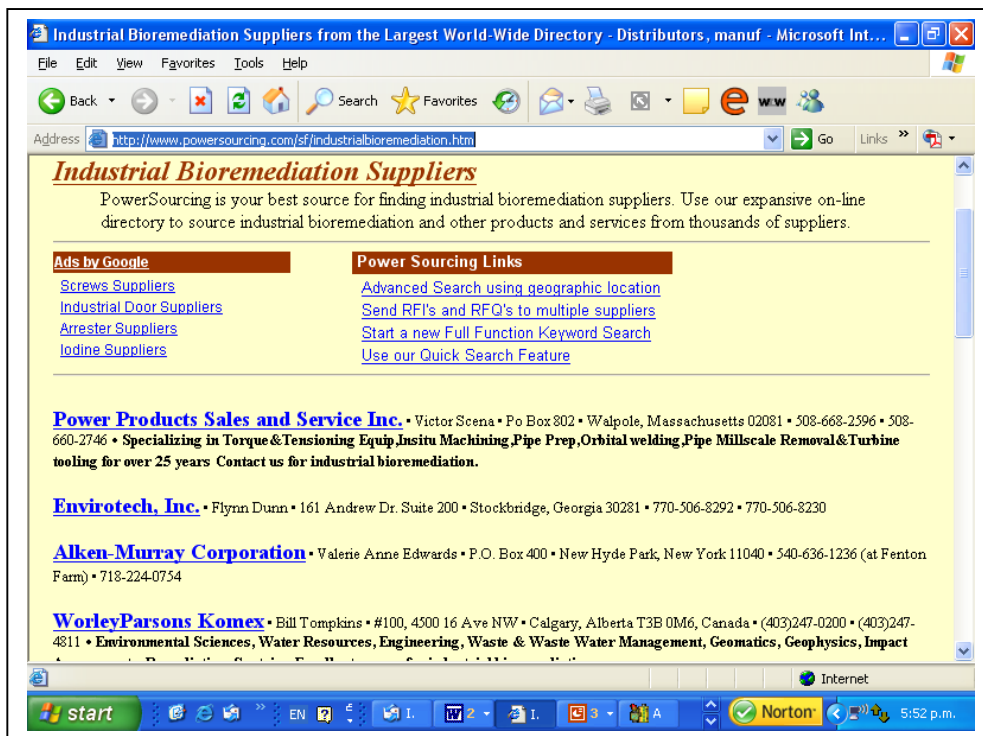 Industrial Bioremediation Suppliers from the Largest World-Wide Directory - Distributors, manuf - Microsoft Int...
File Edit View Favorites Tools Help
Back Search Favorites W W:W
Address http://www.powersourcing.com/sf/industrialbioremediation.htm Go Links »
Industrial Bioremediation Suppliers
PowerSourcing is your best source for finding industrial bioremediation suppliers. Use our expansive on-line
directory to source industrial bioremediation and other products and services from thousands of suppliers.
Ads by Google
Screws Suppliers
Industrial Door Suppliers
Arrester Suppliers
Iodine Suppliers
Power Sourcing Links
Advanced Search using geographic location
Send RFI's and RFQ's to multiple suppliers
Start a new Full Function Keyword Search
Use our Quick Search Feature
Power Products Sales and Service Inc. ▪ Victor Scena ▪ Po Box 802 ▪ Walpole, Massachusetts 02081 ▪ 508-668-2596 ▪ 508-
660-2746 ▪ Specializing in Torque&Tensioning Equip,Insitu Machining,Pipe Prep,Orbital welding,Pipe Millscale Removal&Turbine
tooling for over 25 years Contact us for industrial bioremediation.
Envirotech, Inc. ▪ Flynn Dunn ▪ 161 Andrew Dr. Suite 200 ▪ Stockbridge, Georgia 30281 ▪ 770-506-8292 ▪ 770-506-8230
Alken-Murray Corporation ▪ Valerie Anne Edwards ▪ P.O. Box 400 ▪ New Hyde Park, New York 11040 ▪ 540-636-1236 (at Fenton
Farm) ▪ 718-224-0754
WorleyParsons Komex ▪ Bill Tompkins ▪ #100, 4500 16 Ave NW ▪ Calgary, Alberta T3B 0M6, Canada ▪ (403)247-0200 ▪ (403)247-
4811 ▪ Environmental Sciences, Water Resources, Engineering, Waste & Waste Water Management, Geomatics, Geophysics, Impact
Internet
start » EN I. 2 I. 3 A Norton 5:52 p.m.